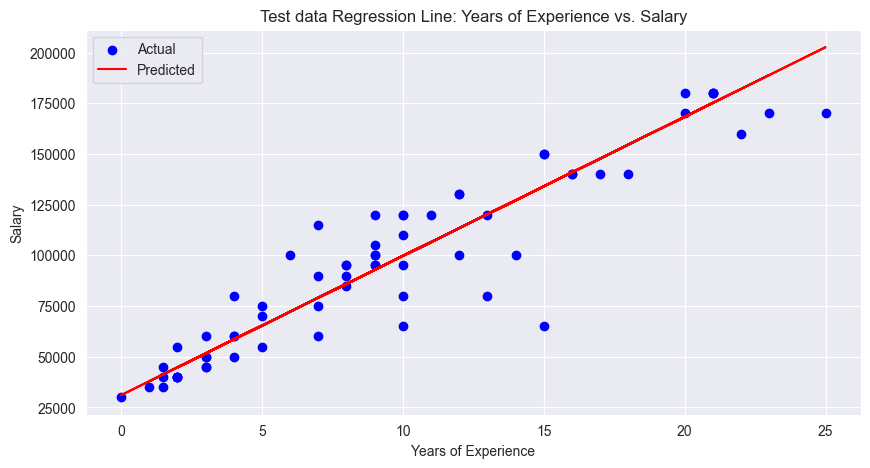 Test data Regression Line: Years of Experience vs. Salary
Actual
Predicted
200000
175000
150000
125000
100000
75000
50000
25000
Salary
0 5 10 15 20 25
Years of Experience